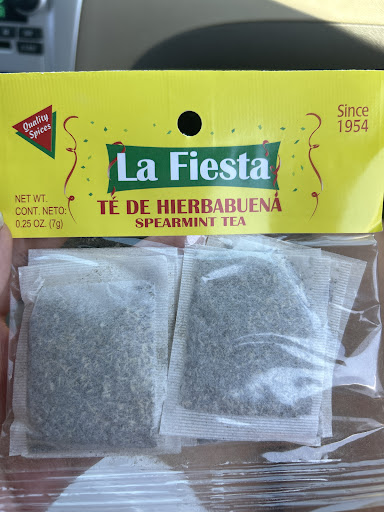 Quality
Spices
Since
1954
La Fiesta
NET WT.
CONT. NETO:
0.25 OZ. (7g)
TÉ DE HIERBABUENA
SPEARMINT TEA